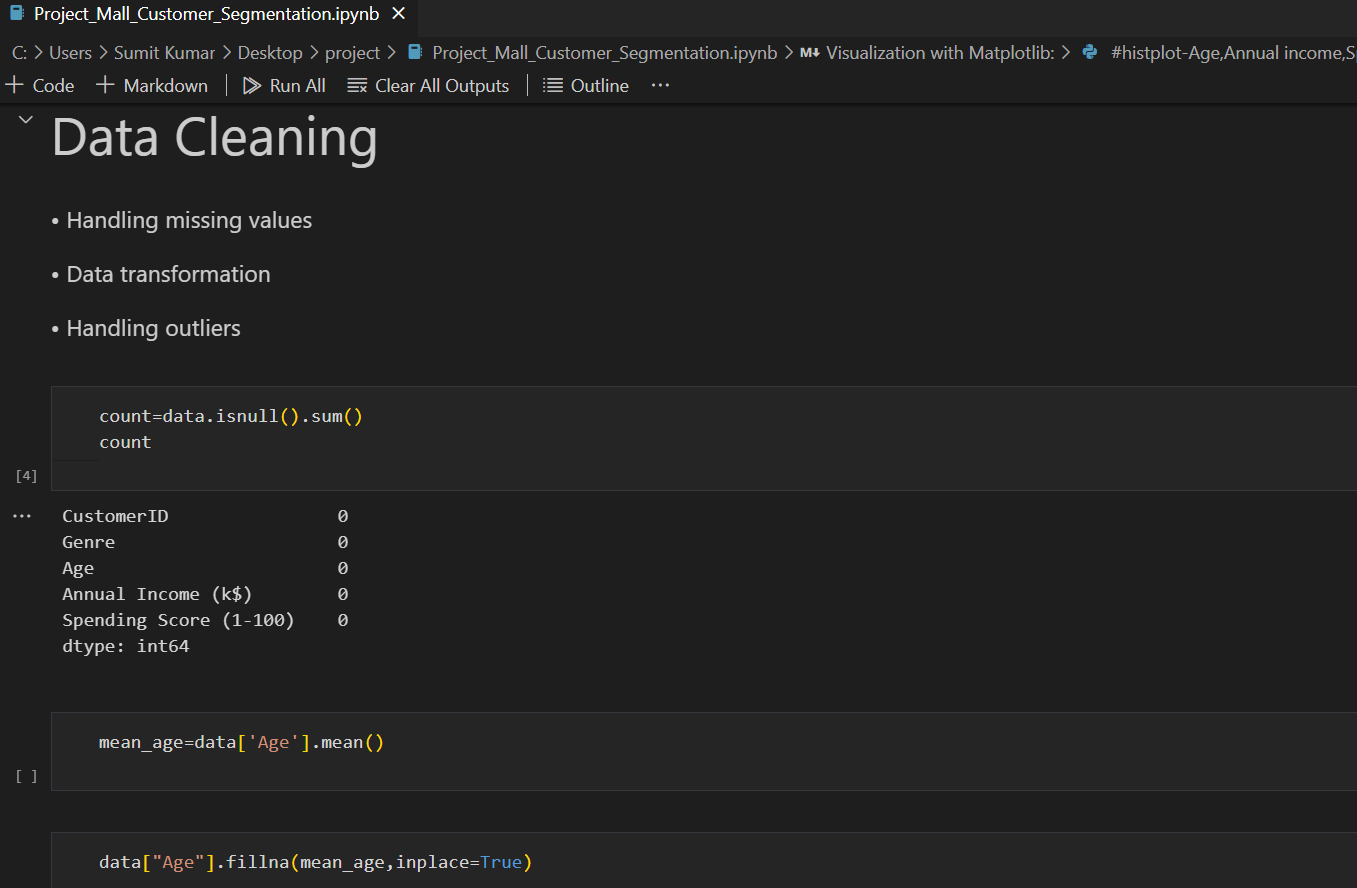 Project_Mall_Customer_Segmentation.ipynb
C: > Users > Sumit Kumar > Desktop > project > Project_Mall_Customer_Segmentation.ipynb > M↓ Visualization with Matplotlib: > #histplot-Age,Annual income,S
+ Code + Markdown | Run All Clear All Outputs | Outline ...
Data Cleaning
• Handling missing values
• Data transformation
• Handling outliers
count=data.isnull().sum()
count
[4]
... CustomerID 0
Genre 0
Age 0
Annual Income (k$) 0
Spending Score (1-100) 0
dtype: int64
mean_age=data['Age'].mean()
[ ]
data["Age"].fillna(mean_age,inplace=True)